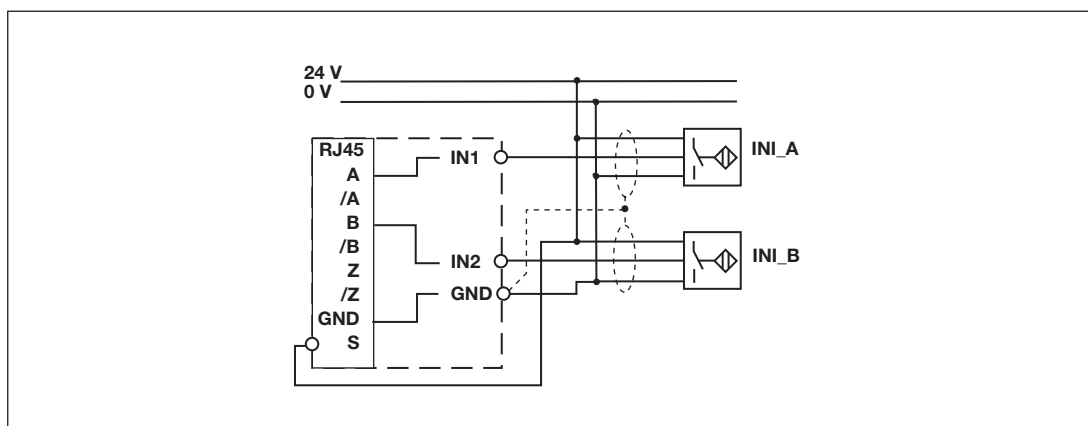 24 V
0 V
RJ45
A
/A
B
/B
Z
/Z
GND
S
IN1
IN2
GND
INI_A
INI_B